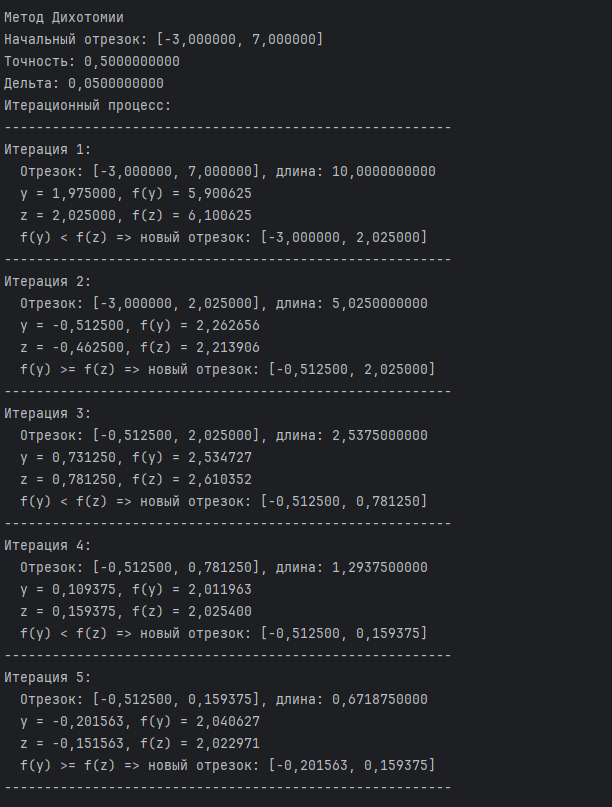 Метод Дихотомии
Начальный отрезок: [-3,000000, 7,000000]
Точность: 0,5000000000
Дельта: 0,0500000000
Итерационный процесс:
--------------------------------------------------------
Итерация 1:
  Отрезок: [-3,000000, 7,000000], длина: 10,0000000000
  y = 1,975000, f(y) = 5,900625
  z = 2,025000, f(z) = 6,100625
  f(y) < f(z) => новый отрезок: [-3,000000, 2,025000]
--------------------------------------------------------
Итерация 2:
  Отрезок: [-3,000000, 2,025000], длина: 5,0250000000
  y = -0,512500, f(y) = 2,262656
  z = -0,462500, f(z) = 2,213906
  f(y) >= f(z) => новый отрезок: [-0,512500, 2,025000]
--------------------------------------------------------
Итерация 3:
  Отрезок: [-0,512500, 2,025000], длина: 2,5375000000
  y = 0,731250, f(y) = 2,534727
  z = 0,781250, f(z) = 2,610352
  f(y) < f(z) => новый отрезок: [-0,512500, 0,781250]
--------------------------------------------------------
Итерация 4:
  Отрезок: [-0,512500, 0,781250], длина: 1,2937500000
  y = 0,109375, f(y) = 2,011963
  z = 0,159375, f(z) = 2,025400
  f(y) < f(z) => новый отрезок: [-0,512500, 0,159375]
--------------------------------------------------------
Итерация 5:
  Отрезок: [-0,512500, 0,159375], длина: 0,6718750000
  y = -0,201563, f(y) = 2,040627
  z = -0,151563, f(z) = 2,022971
  f(y) >= f(z) => новый отрезок: [-0,201563, 0,159375]
--------------------------------------------------------